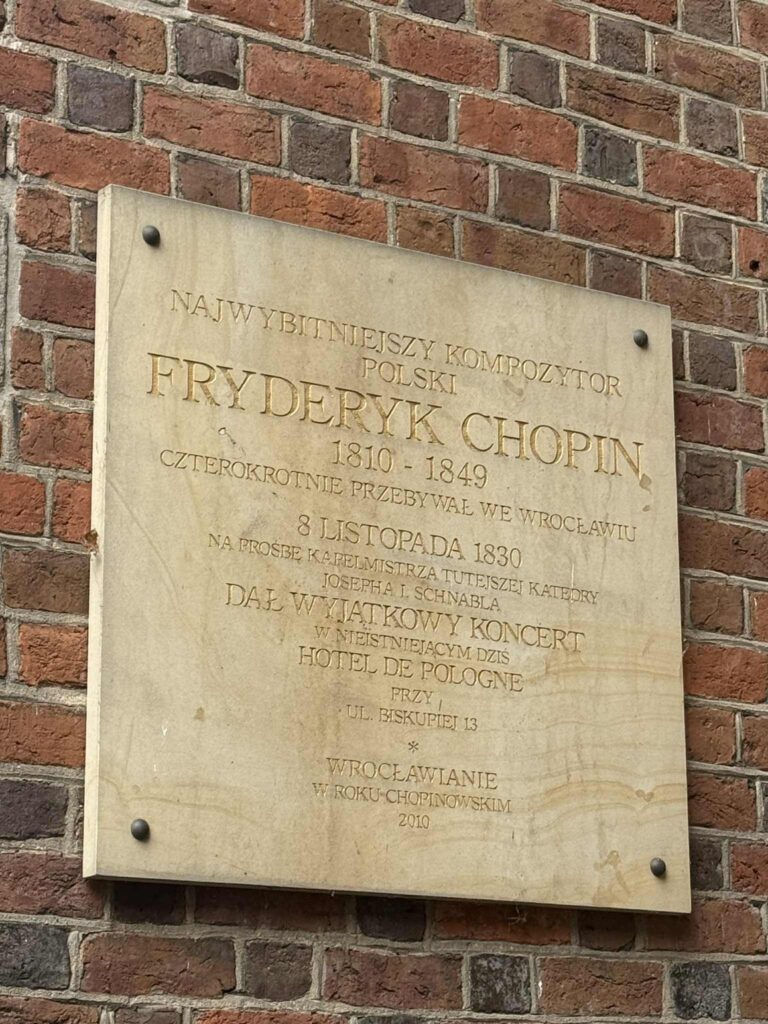 NAJWYBITNIEJSZY KOMPOZYTOR
POLSKI
FRYDERYK CHOPIN
1810 - 1849
CZTEROKROTNIE PRZEBYWAŁ WE WROCŁAWIU
8 LISTOPADA 1830
NA PROŚBĘ KAPELMISTRZA TUTEJSZEJ KATEDRY
JOSEPHA I. SCHNABLA
DAŁ WYJĄTKOWY KONCERT
W NIEISTNIEJĄCYM DZIŚ
HOTEL DE POLOGNE
PRZY
UL. BISKUPIEJ 13
*
WROCŁAWIANIE
W ROKU CHOPINOWSKIM
2010